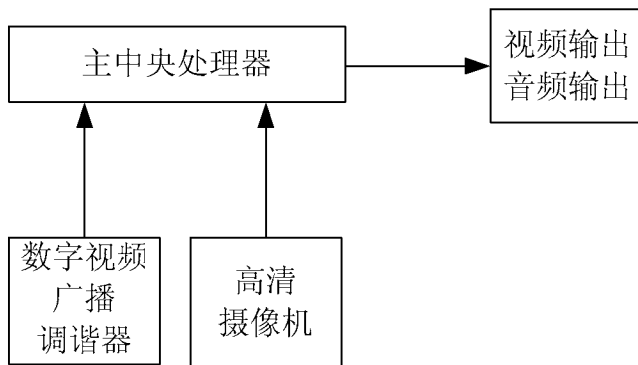 主中央处理器
视频输出
音频输出
数字视频
广播
调谐器
高清
摄像机